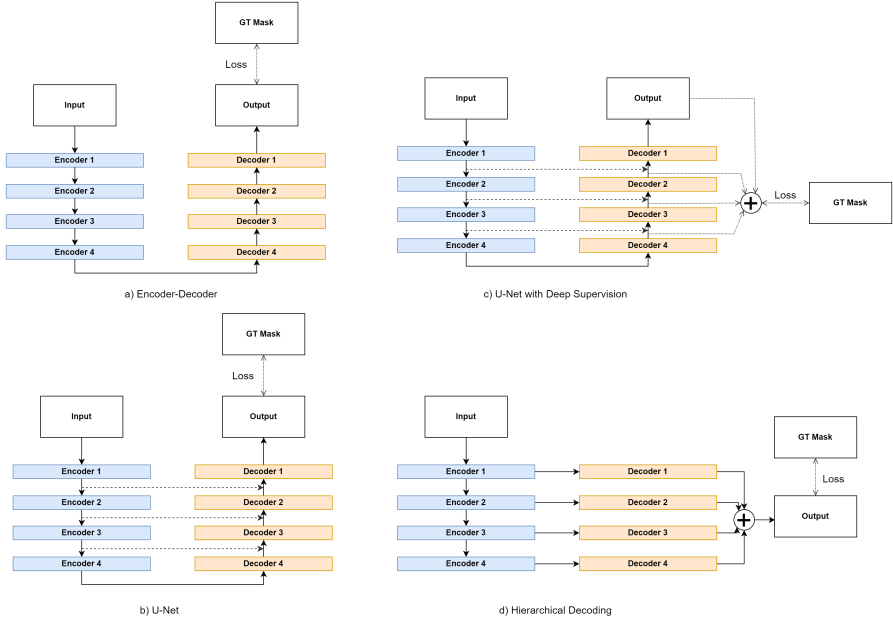 GT Mask
Loss
Input
Output
Encoder 1
Decoder 1
Encoder 2
Decoder 2
Encoder 3
Decoder 3
Encoder 4
Decoder 4
a) Encoder-Decoder
Input
Output
Encoder 1
Decoder 1
Encoder 2
Decoder 2
Loss
GT Mask
Encoder 3
Decoder 3
Encoder 4
Decoder 4
c) U-Net with Deep Supervision
GT Mask
Loss
Input
Output
Encoder 1
Decoder 1
Encoder 2
Decoder 2
Encoder 3
Decoder 3
Encoder 4
Decoder 4
b) U-Net
Input
GT Mask
Loss
Encoder 1
Decoder 1
Encoder 2
Decoder 2
Output
Encoder 3
Decoder 3
Encoder 4
Decoder 4
d) Hierarchical Decoding